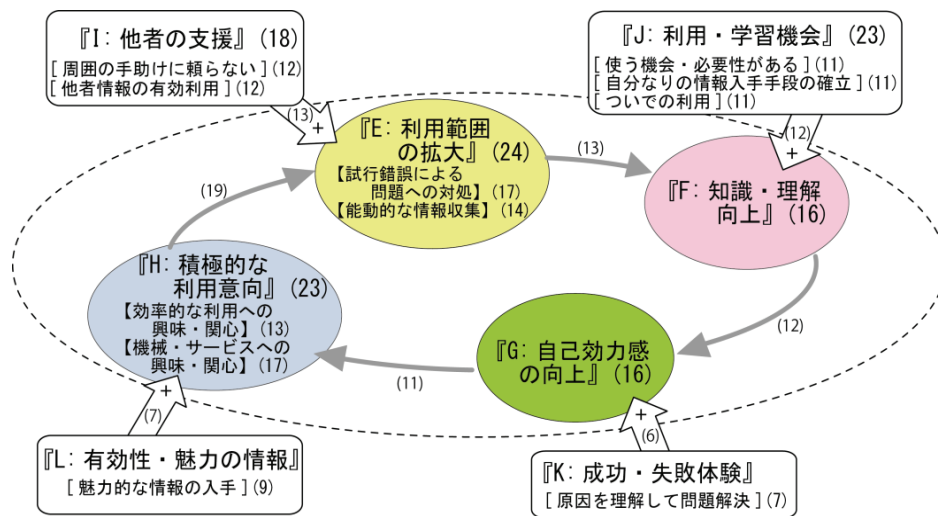 『I: 他者の支援』(18)
[ 周囲の手助けに頼らない ] (12)
[ 他者情報の有効利用 ] (12)
(13)
+
『J: 利用・学習機会』(23)
[ 使う機会・必要性がある ] (11)
[ 自分なりの情報入手手段の確立 ] (11)
[ ついでの利用 ] (11)
(12)
+
『E: 利用範囲
の拡大』(24)
【試行錯誤による
問題への対処】(17)
【能動的な情報収集】(14)
(13)
『F: 知識・理解
向上』(16)
(19)
『H: 積極的な
利用意向』(23)
【効率的な利用への
興味・関心】(13)
【機械・サービスへの
興味・関心】(17)
(12)
『G: 自己効力感
の向上』(16)
(11)
+
(7)
+
(6)
『L: 有効性・魅力の情報』
[ 魅力的な情報の入手 ] (9)
『K: 成功・失敗体験』
[ 原因を理解して問題解決 ] (7)